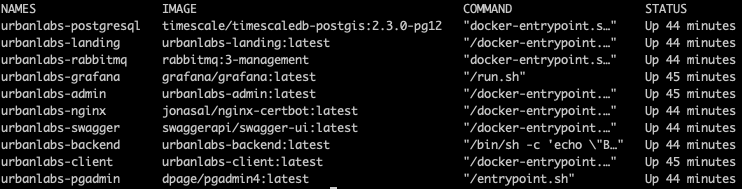 NAMES IMAGE COMMAND STATUS
urbanlabs-postgresql timescale/timescaledb-postgis:2.3.0-pg12 "docker-entrypoint.s…" Up 44 minutes
urbanlabs-landing urbanlabs-landing:latest "/docker-entrypoint.…" Up 44 minutes
urbanlabs-rabbitmq rabbitmq:3-management "docker-entrypoint.s…" Up 44 minutes
urbanlabs-grafana grafana/grafana:latest "/run.sh" Up 45 minutes
urbanlabs-admin urbanlabs-admin:latest "/docker-entrypoint.…" Up 45 minutes
urbanlabs-nginx jonasal/nginx-certbot:latest "/docker-entrypoint.…" Up 44 minutes
urbanlabs-swagger swaggerapi/swagger-ui:latest "/docker-entrypoint.…" Up 44 minutes
urbanlabs-backend urbanlabs-backend:latest "/bin/sh -c 'echo \"B…" Up 44 minutes
urbanlabs-client urbanlabs-client:latest "/docker-entrypoint.…" Up 45 minutes
urbanlabs-pgadmin dpage/pgadmin4:latest "/entrypoint.sh" Up 44 minutes